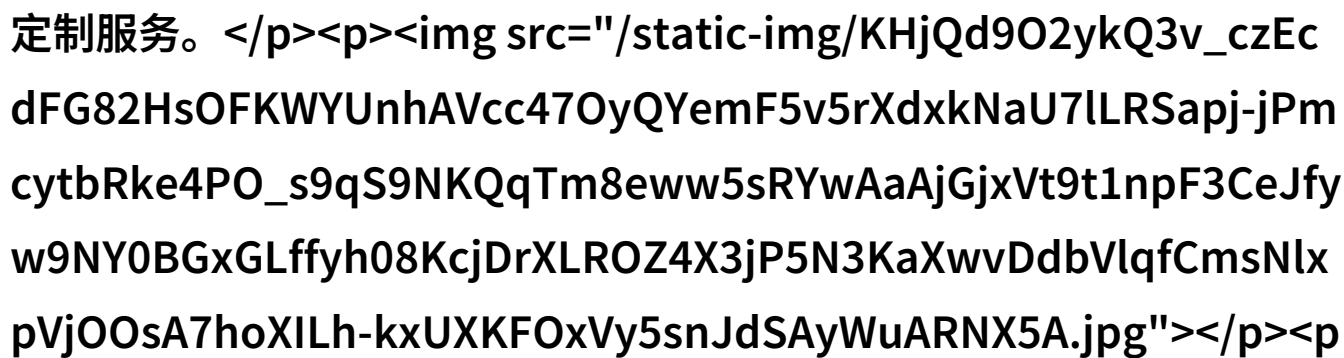 定制服务。</p><p><img src="/static-img/KHjQd9O2ykQ3v_czEc
dFG82HsOFKWYUnhAVcc47OyQYemF5v5rXdxkNaU7lLRSapj-jPm
cytbRke4PO_s9qS9NKQqTm8eww5sRYwAaAjGjxVt9t1npF3CeJfy
w9NY0BGxGLffyh08KcjDrXLROZ4X3jP5N3KaXwvDdbVlqfCmsNlx
pVjOOsA7hoXILh-kxUXKFOxVy5snJdSAyWuARNX5A.jpg"></p><p